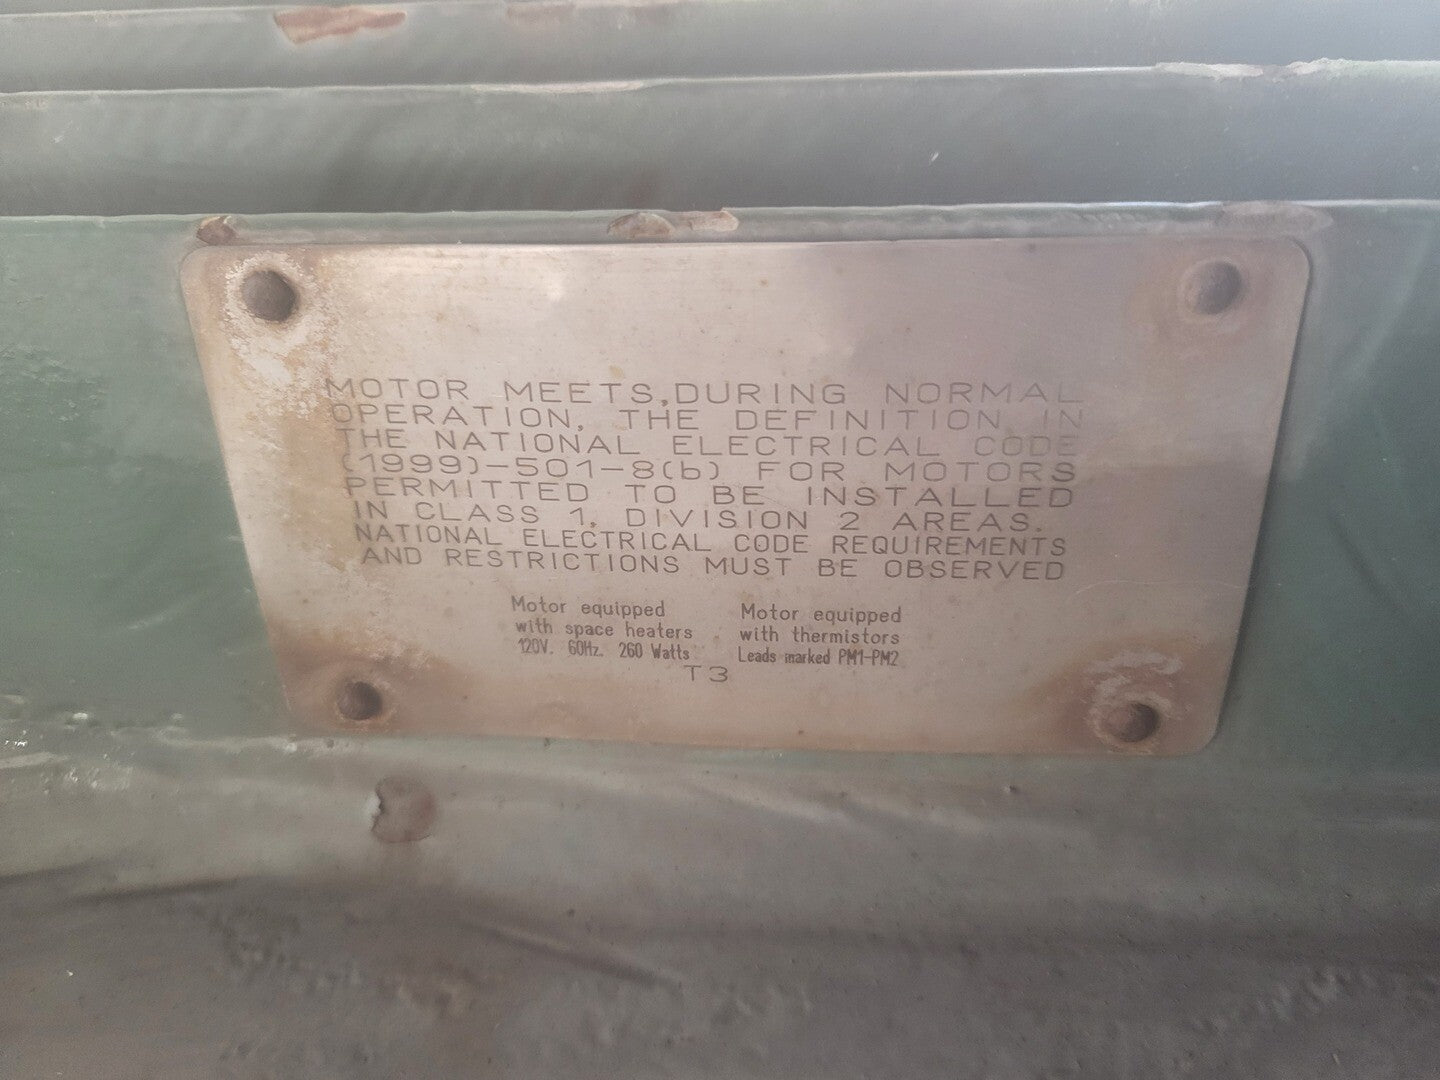 MOTOR MEETS,DURING NORMAL
OPERATION, THE DEFINITION IN
THE NATIONAL ELECTRICAL CODE
(1999)-501-8(b) FOR MOTORS
PERMITTED TO BE INSTALLED
IN CLASS 1, DIVISION 2 AREAS.
NATIONAL ELECTRICAL CODE REQUIREMENTS
AND RESTRICTIONS MUST BE OBSERVED
Motor equipped
with space heaters
120V. 60Hz. 260 Watts
Motor equipped
with thermistors
Leads marked PM1-PM2
T3